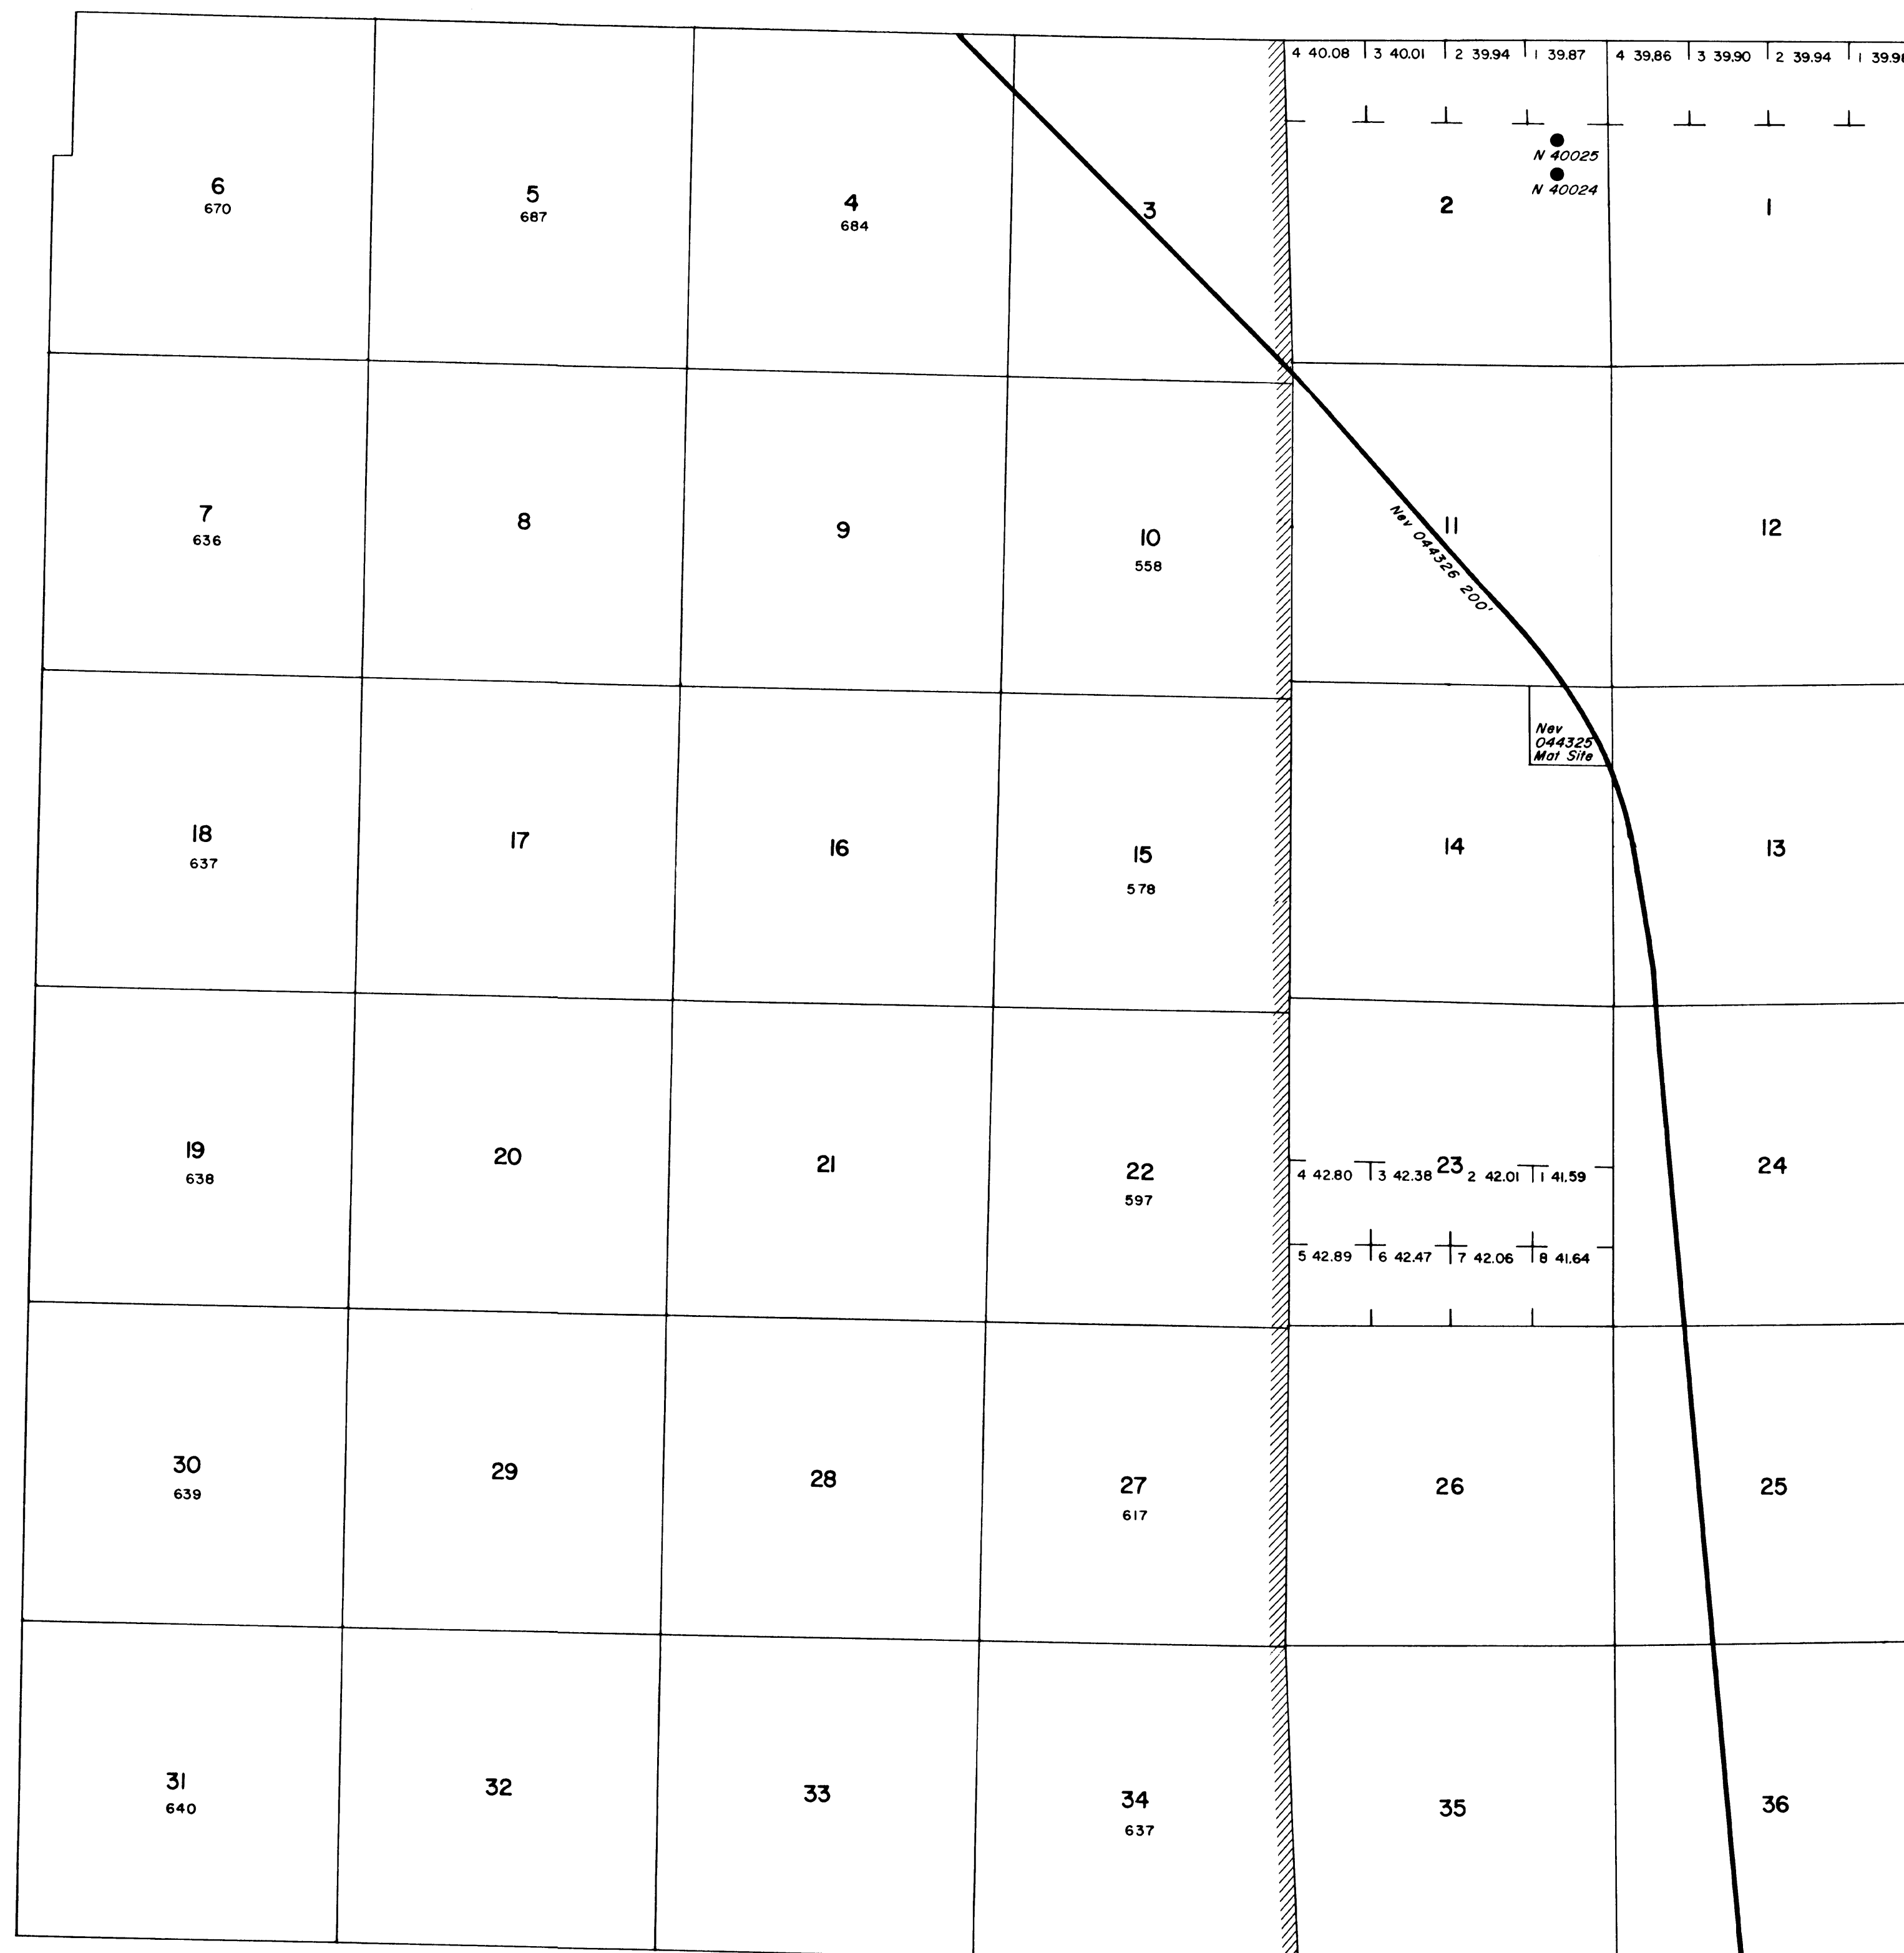 4 40.08 3 40.01 2 39.94 1 39.87 4 39.86 3 39.90 2 39.94 1 39.98
N 40025
N 40024
6 5 4 3 2 1
670 687 684
7 8 9 10 11 12
636 558
Nev 044326 200'
Nev
044325
Mat Site
18 17 16 15 14 13
637 578
19 20 21 22 23 24
638 597
4 42.80 3 42.38 2 42.01 1 41.59
5 42.89 6 42.47 7 42.06 8 41.64
30 29 28 27 26 25
639 617
31 32 33 34 35 36
640 637